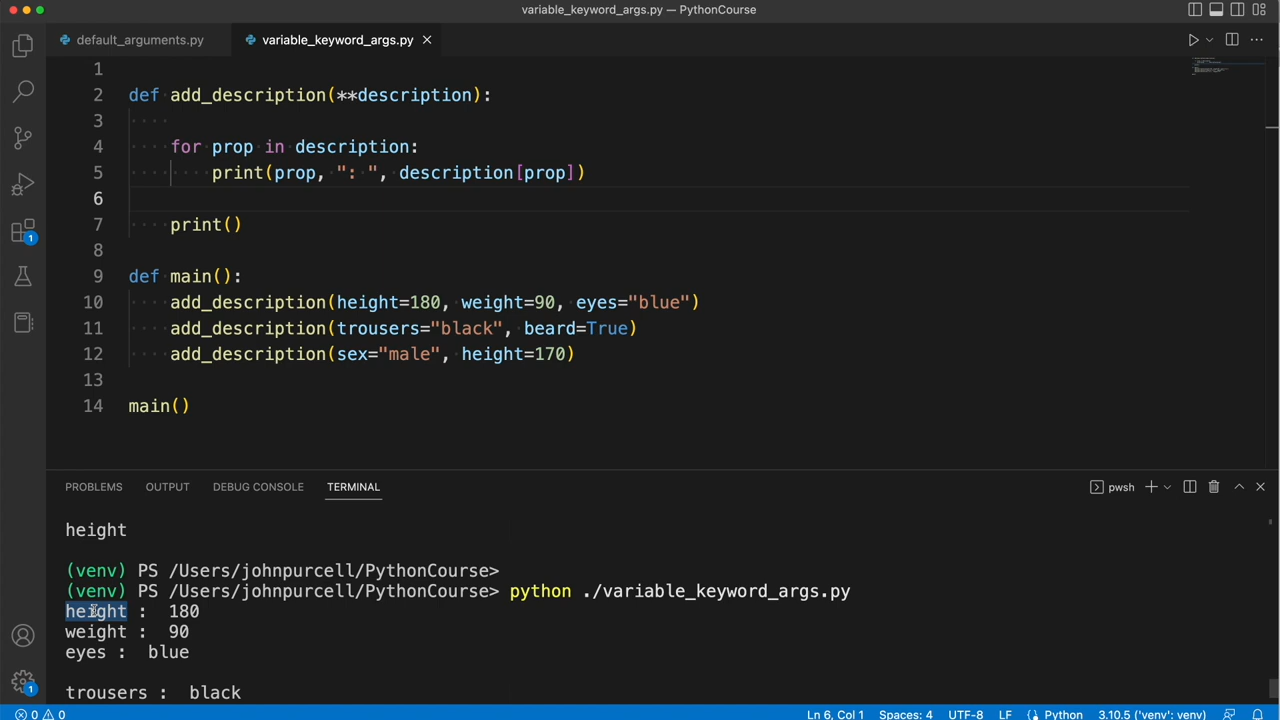 variable_keyword_args.py — PythonCourse
default_arguments.py
variable_keyword_args.py
1
2 def add_description(**description):
3
4 for prop in description:
5 print(prop, ": ", description[prop])
6
7 print()
8
9 def main():
10 add_description(height=180, weight=90, eyes="blue")
11 add_description(trousers="black", beard=True)
12 add_description(sex="male", height=170)
13
14 main()
1
PROBLEMS OUTPUT DEBUG CONSOLE TERMINAL
pwsh
height
(venv) PS /Users/johnpurcell/PythonCourse>
(venv) PS /Users/johnpurcell/PythonCourse> python ./variable_keyword_args.py
height :  180
weight :  90
eyes :  blue
trousers :  black
1
0 0
Ln 6, Col 1 Spaces: 4 UTF-8 LF Python 3.10.5 ('venv': venv)